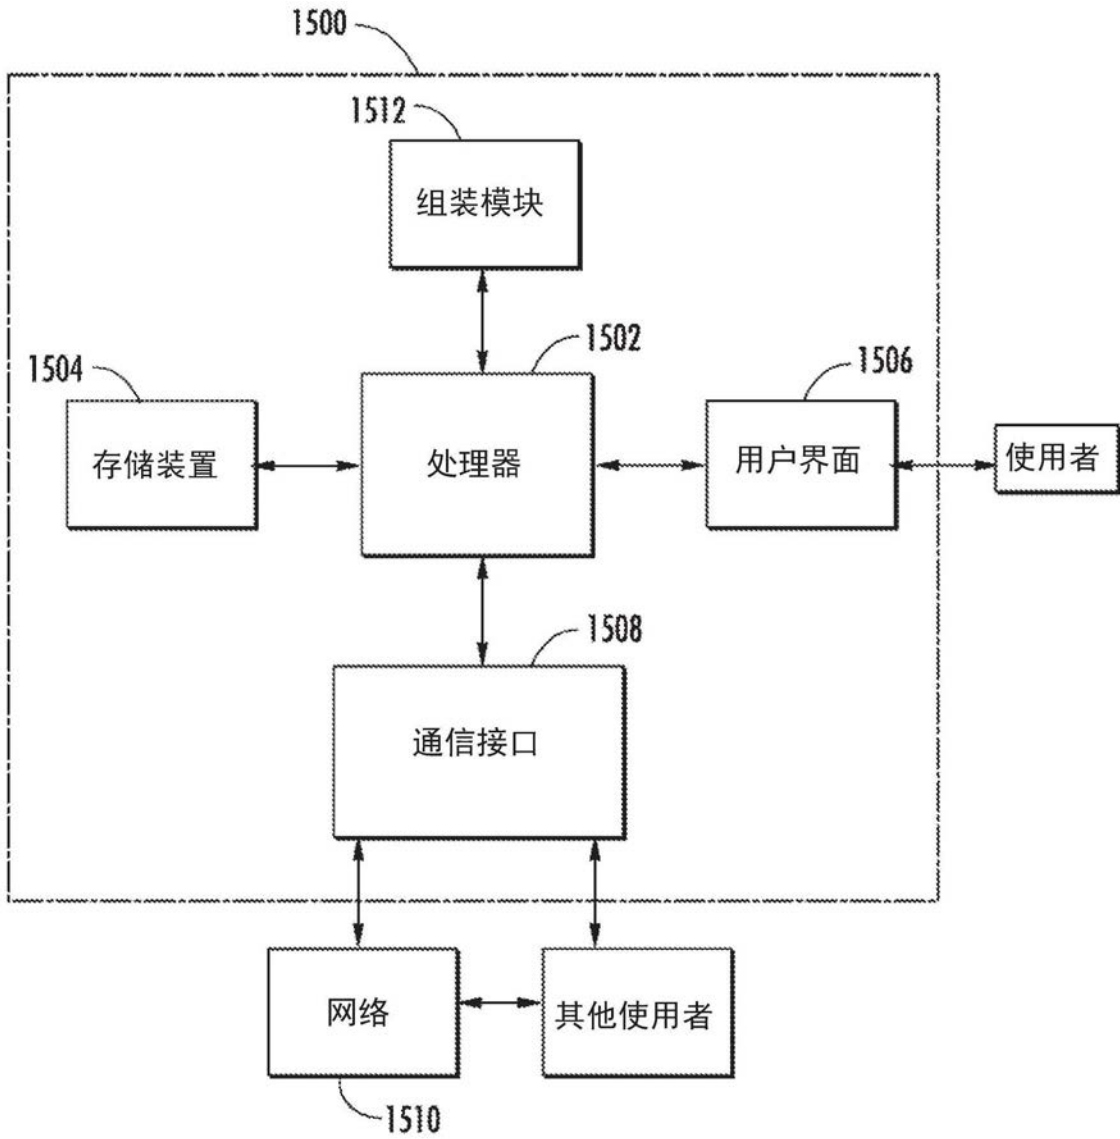 1500
1512
组装模块
1502
1506
1504
存储装置
处理器
用户界面
使用者
1508
通信接口
网络
其他使用者
1510